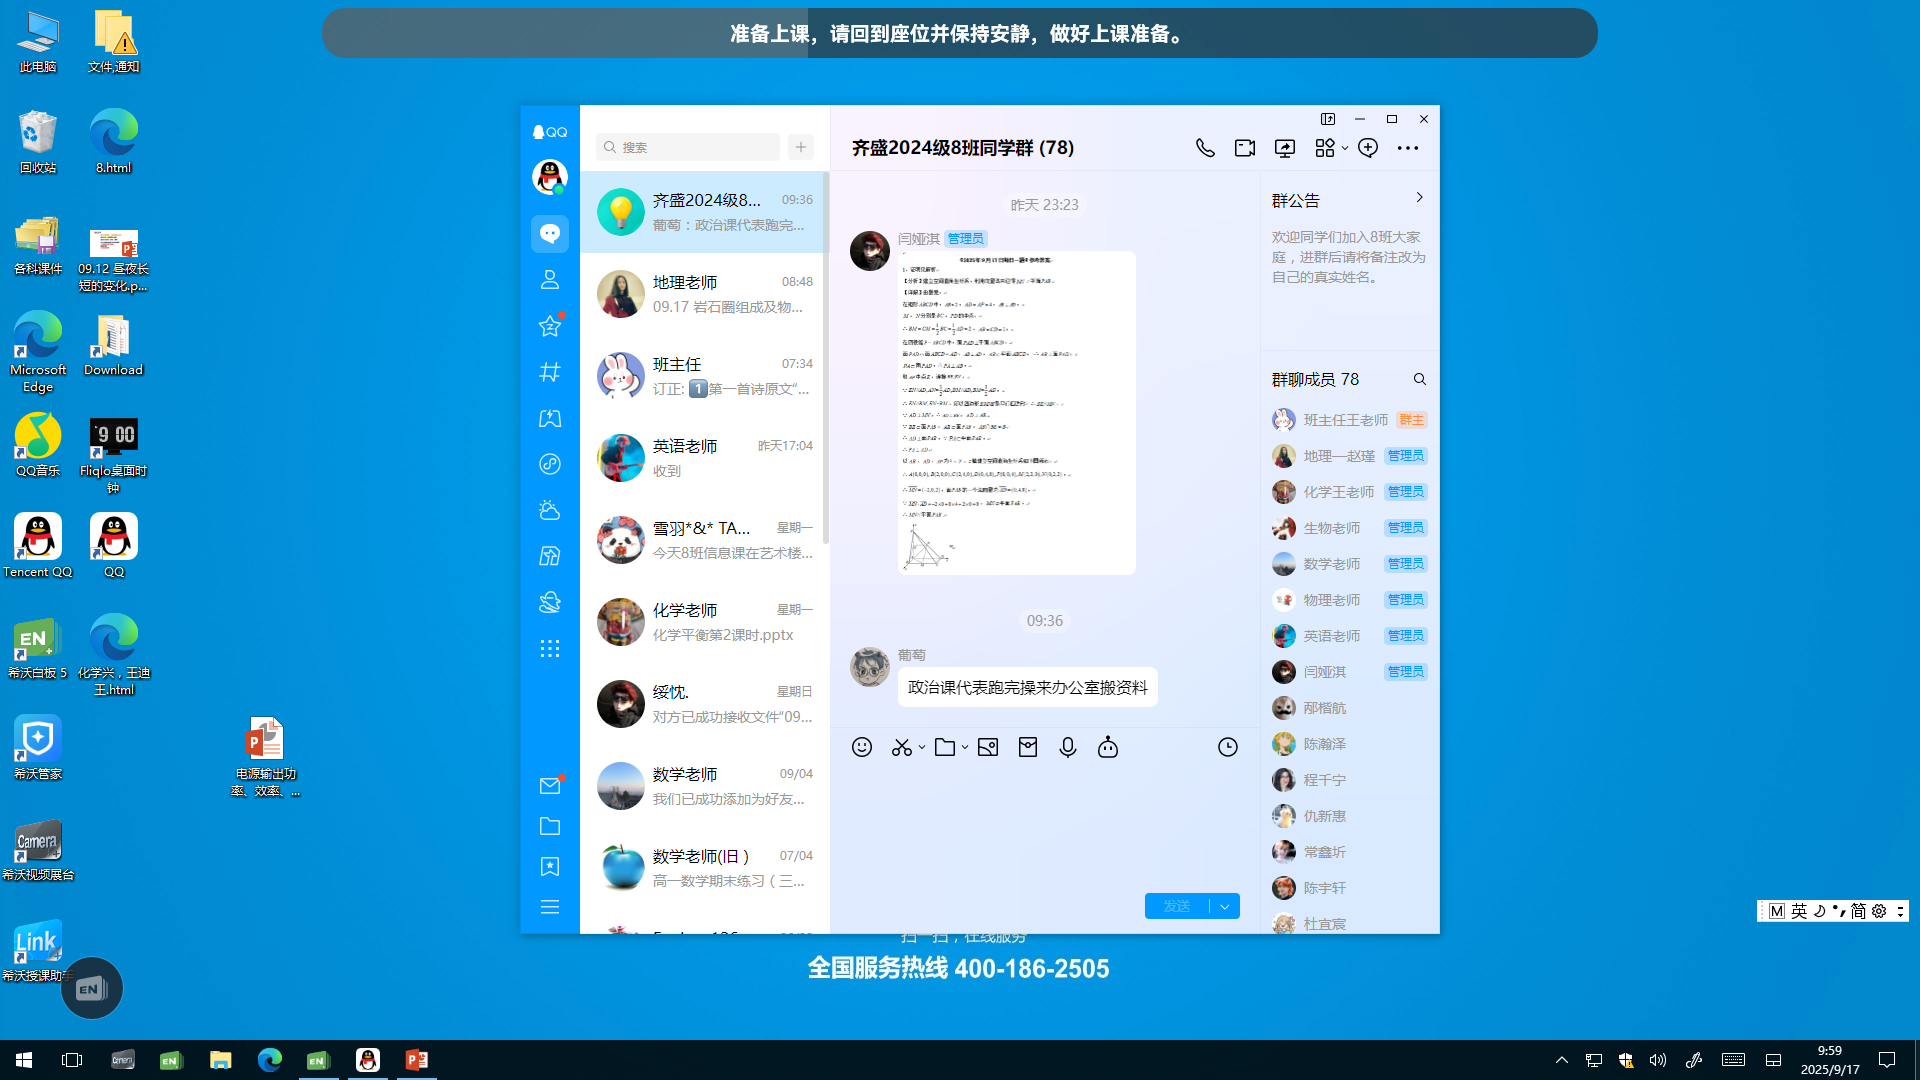 准备上课，请回到座位并保持安静，做好上课准备。
此电脑
文件,通知
回收站
8.html
各科课件
09.12 昼夜长短的变化.p...
Microsoft Edge
Download
QQ音乐
9 00
Fliqlo桌面时钟
Tencent QQ
QQ
EN
希沃白板 5
化学兴，王迪王.html
希沃管家
电源输出功率、效率、...
Camera
希沃视频展台
Link
希沃授课助手
EN
QQ
搜索
齐盛2024级8...
09:36
葡萄：政治课代表跑完...
地理老师
08:48
09.17 岩石圈组成及物...
班主任
07:34
订正: 1️⃣第一首诗原文“...
英语老师
昨天17:04
收到
雪羽*&* TA...
星期一
今天8班信息课在艺术楼...
化学老师
星期一
化学平衡第2课时.pptx
绥忱.
星期日
对方已成功接收文件“09...
数学老师
09/04
我们已成功添加为好友...
数学老师(旧 )
07/04
高一数学期末练习（三...
齐盛2024级8班同学群 (78)
昨天 23:23
闫娅淇 管理员
09:36
葡萄
政治课代表跑完操来办公室搬资料
发送
群公告
欢迎同学们加入8班大家庭，进群后请将备注改为自己的真实姓名。
群聊成员 78
班主任王老师 群主
地理—赵瑾 管理员
化学王老师 管理员
生物老师 管理员
数学老师 管理员
物理老师 管理员
英语老师 管理员
闫娅淇 管理员
邴楷航
陈瀚泽
程千宁
仇新惠
常鑫圻
陈宇轩
杜宜宸
扫一扫，在线服务
全国服务热线 400-186-2505
M 英 简
9:59
2025/9/17